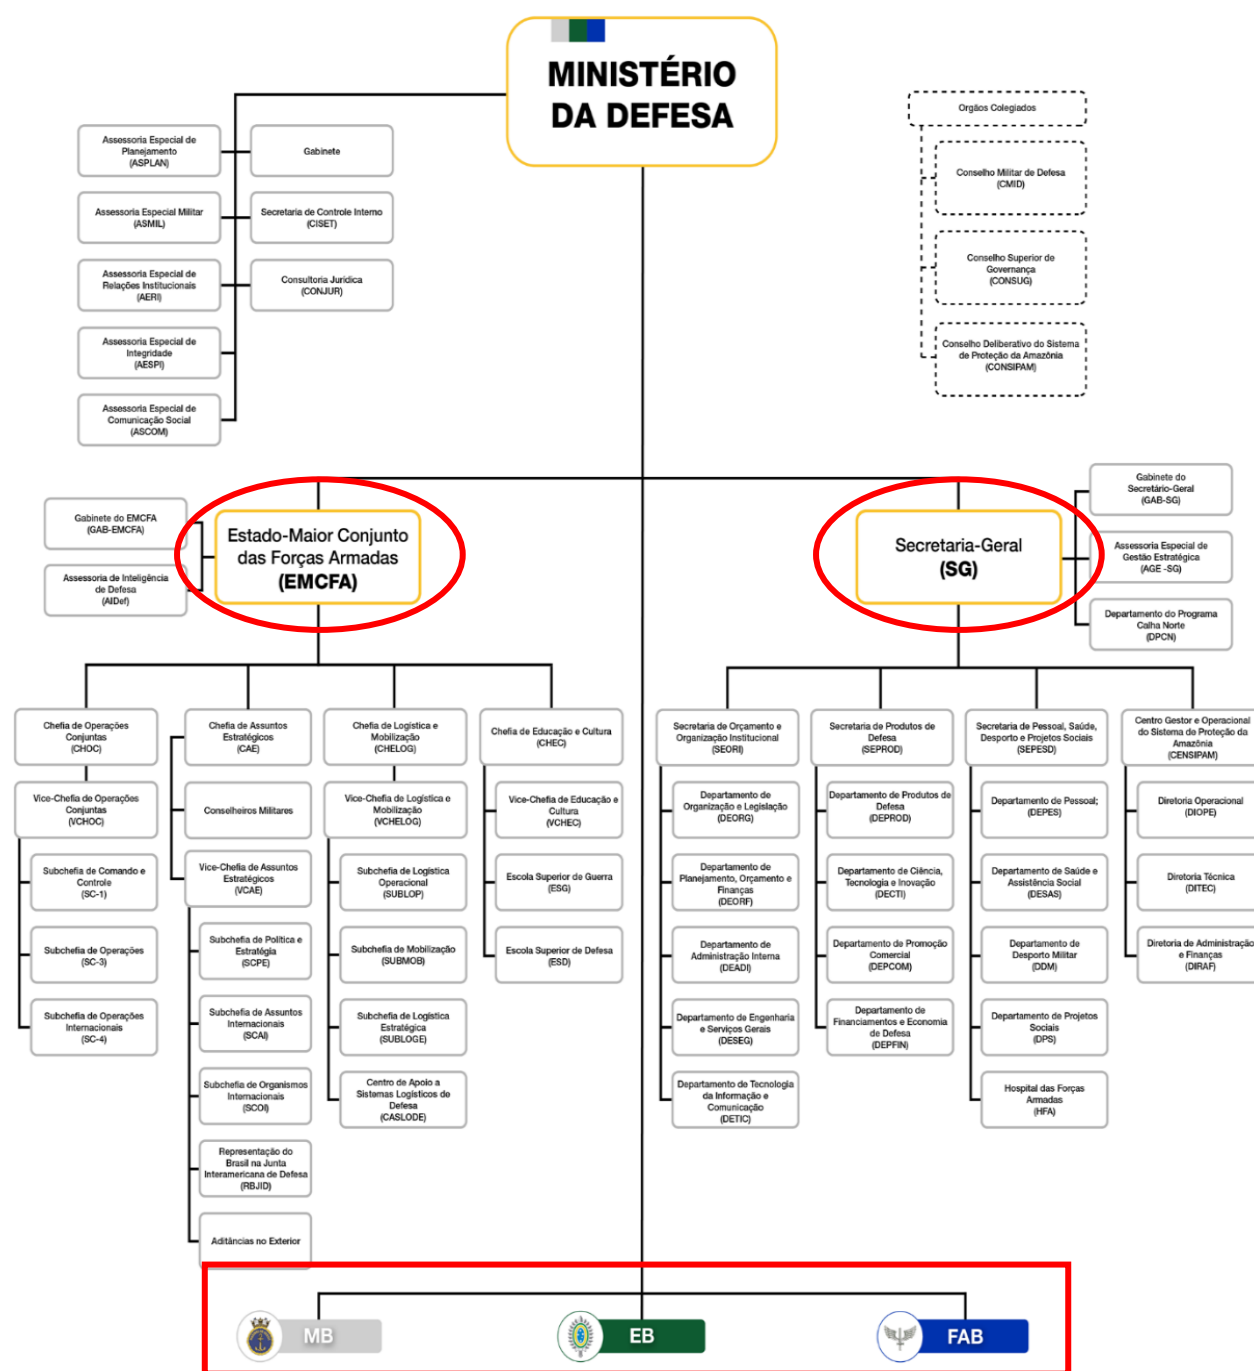 MINISTÉRIO
DA DEFESA
Assessoria Especial de
Planejamento
(ASPLAN)
Gabinete
Assessoria Especial Militar
(ASMIL)
Secretaria de Controle Interno
(CISET)
Assessoria Especial de
Relações Institucionais
(AERI)
Consultoria Jurídica
(CONJUR)
Assessoria Especial de
Integridade
(AESPI)
Assessoria Especial de
Comunicação Social
(ASCOM)
Orgãos Colegiados
Conselho Militar de Defesa
(CMID)
Conselho Superior de
Governança
(CONSUG)
Conselho Deliberativo do Sistema
de Proteção da Amazônia
(CONSIPAM)
Gabinete do EMCFA
(GAB-EMCFA)
Assessoria de Inteligência
de Defesa
(AIDef)
Estado-Maior Conjunto
das Forças Armadas
(EMCFA)
Secretaria-Geral
(SG)
Gabinete do
Secretário-Geral
(GAB-SG)
Assessoria Especial de
Gestão Estratégica
(AGE -SG)
Departamento do Programa
Calha Norte
(DPCN)
Chefia de Operações
Conjuntas
(CHOC)
Vice-Chefia de Operações
Conjuntas
(VCHOC)
Subchefia de Comando e
Controle
(SC-1)
Subchefia de Operações
(SC-3)
Subchefia de Operações
Internacionais
(SC-4)
Chefia de Assuntos
Estratégicos
(CAE)
Conselheiros Militares
Vice-Chefia de Assuntos
Estratégicos
(VCAE)
Subchefia de Política e
Estratégia
(SCPE)
Subchefia de Assuntos
Internacionais
(SCAI)
Subchefia de Organismos
Internacionais
(SCOI)
Representação do
Brasil na Junta
Interamericana de Defesa
(RBJID)
Aditâncias no Exterior
Chefia de Logística e
Mobilização
(CHELOG)
Vice-Chefia de Logística e
Mobilização
(VCHELOG)
Subchefia de Logística
Operacional
(SUBLOP)
Subchefia de Mobilização
(SUBMOB)
Subchefia de Logística
Estratégica
(SUBLOGE)
Centro de Apoio a
Sistemas Logísticos de
Defesa
(CASLODE)
Chefia de Educação e Cultura
(CHEC)
Vice-Chefia de Educação e
Cultura
(VCHEC)
Escola Superior de Guerra
(ESG)
Escola Superior de Defesa
(ESD)
Secretaria de Orçamento e
Organização Institucional
(SEORI)
Departamento de
Organização e Legislação
(DEORG)
Departamento de
Planejamento, Orçamento e
Finanças
(DEORF)
Departamento de
Administração Interna
(DEADI)
Departamento de Engenharia
e Serviços Gerais
(DESEG)
Departamento de Tecnologia
da Informação e
Comunicação
(DETIC)
Secretaria de Produtos de
Defesa
(SEPROD)
Departamento de Produtos de
Defesa
(DEPROD)
Departamento de Ciência,
Tecnologia e Inovação
(DECTI)
Departamento de Promoção
Comercial
(DEPCOM)
Departamento de
Financiamentos e Economia
de Defesa
(DEPFIN)
Secretaria de Pessoal, Saúde,
Desporto e Projetos Sociais
(SEPESD)
Departamento de Pessoal;
(DEPES)
Departamento de Saúde e
Assistência Social
(DESAS)
Departamento de
Desporto Militar
(DDM)
Departamento de Projetos
Sociais
(DPS)
Hospital das Forças
Armadas
(HFA)
Centro Gestor e Operacional
do Sistema de Proteção da
Amazônia
(CENSIPAM)
Diretoria Operacional
(DIOPE)
Diretoria Técnica
(DITEC)
Diretoria de Administração
e Finanças
(DIRAF)
MB
EB
FAB